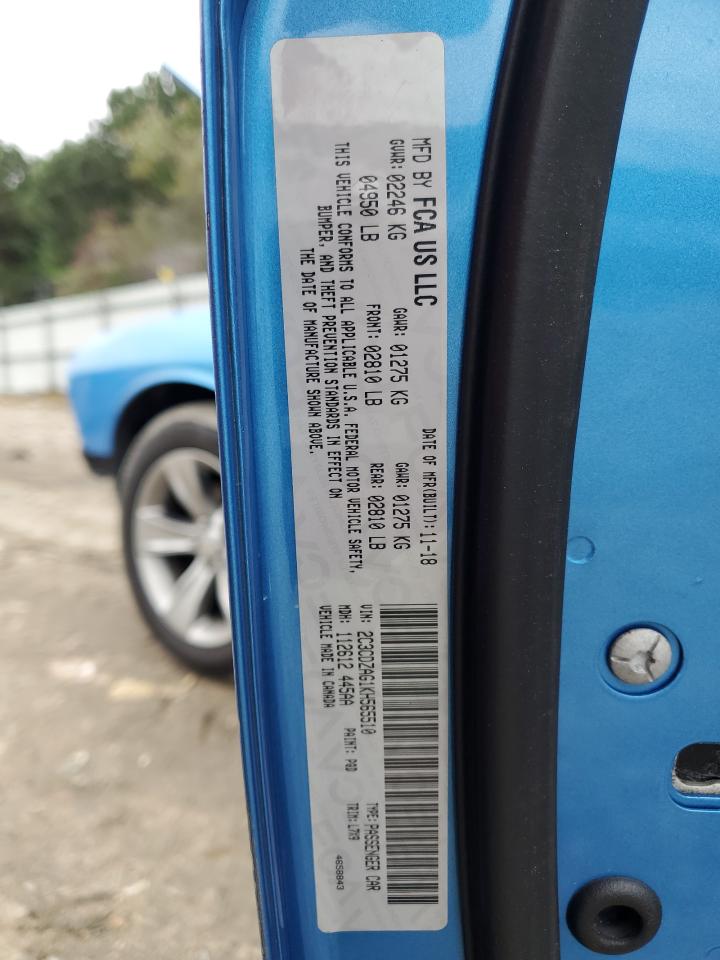 MFD BY FCA US LLC
DATE OF MFR(BUILT): 11-18
GVWR: 02246 KG GAWR: 01275 KG GAWR: 01275 KG
04950 LB FRONT: 02810 LB REAR: 02810 LB
THIS VEHICLE CONFORMS TO ALL APPLICABLE U.S.A. FEDERAL MOTOR VEHICLE SAFETY,
BUMPER, AND THEFT PREVENTION STANDARDS IN EFFECT ON
THE DATE OF MANUFACTURE SHOWN ABOVE.
VIN: 2C3CDZAG1KH565510 TYPE: PASSENGER CAR
MDH: 112612 445AA PAINT: PQD TRIM: L7X9
VEHICLE MADE IN CANADA 4658843